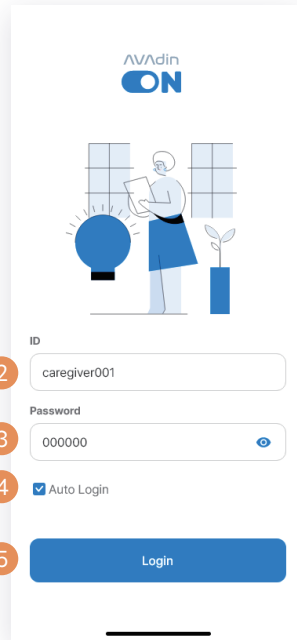 AVAdin
ON
ID
2
caregiver001
Password
3
000000
4
Auto Login
5
Login